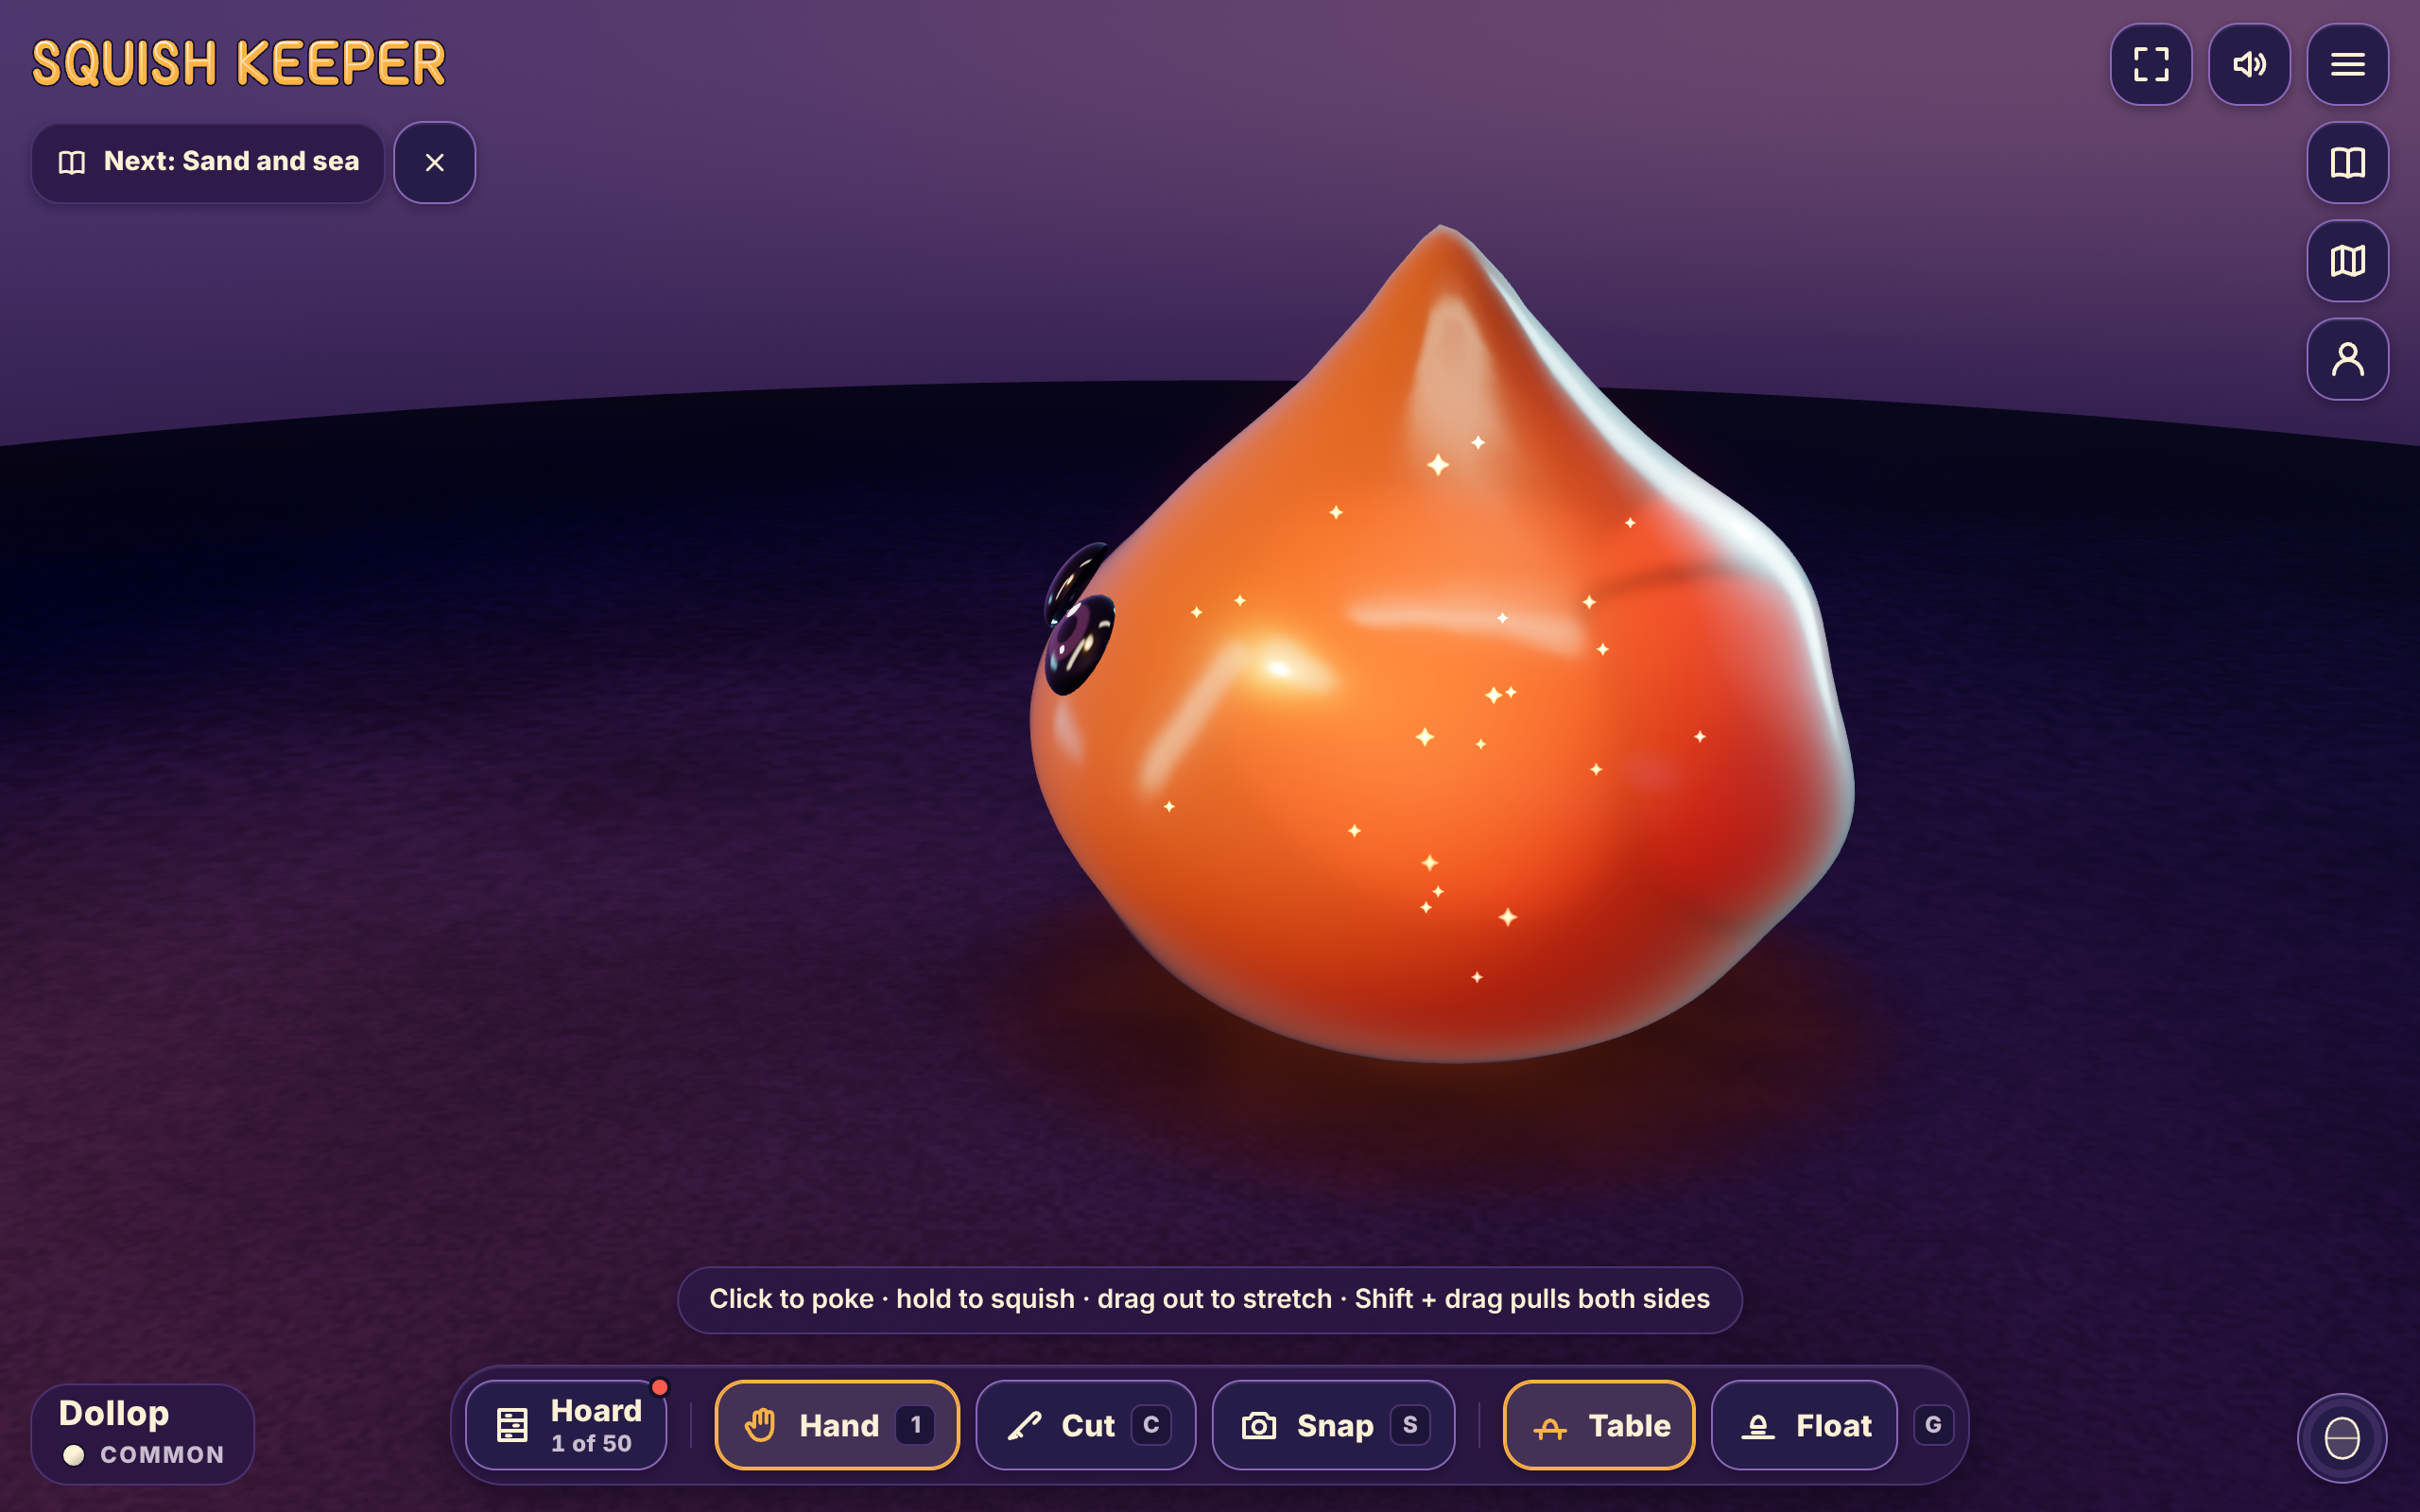 SQUISH KEEPER
Next: Sand and sea
Click to poke · hold to squish · drag out to stretch · Shift + drag pulls both sides
Dollop
COMMON
Hoard
1 of 50
Hand 1
Cut C
Snap S
Table
Float G